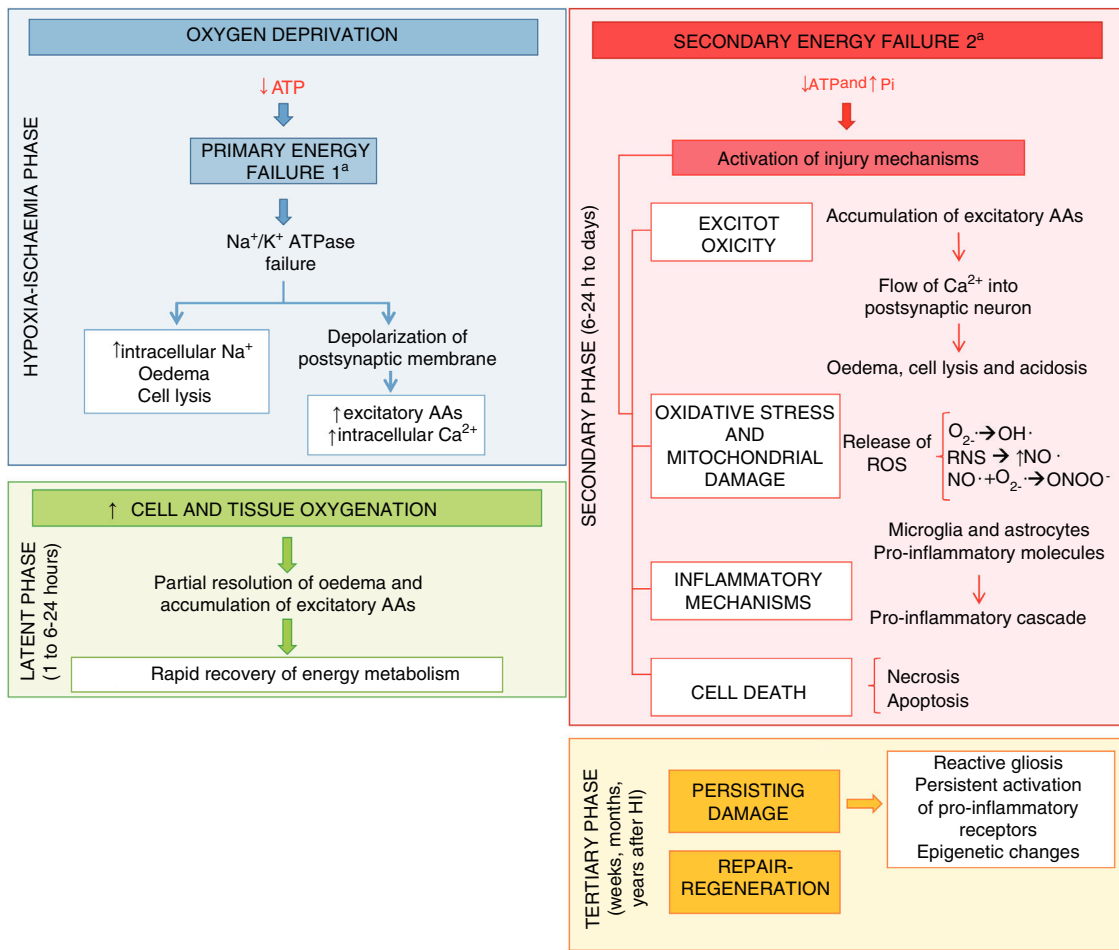 OXYGEN DEPRIVATION
HYPOXIA-ISCHAEMIA PHASE
↓ATP
PRIMARY ENERGY
FAILURE 1ᵃ
Na⁺/K⁺ ATPase
failure
↑intracellular Na⁺
Oedema
Cell lysis
Depolarization of
postsynaptic membrane
↑excitatory AAs
↑intracellular Ca²⁺
LATENT PHASE
(1 to 6-24 hours)
↑ CELL AND TISSUE OXYGENATION
Partial resolution of oedema and
accumulation of excitatory AAs
Rapid recovery of energy metabolism
SECONDARY ENERGY FAILURE 2ᵃ
SECONDARY PHASE (6-24 h to days)
↓ATP and ↑ Pi
Activation of injury mechanisms
EXCITOT
OXICITY
Accumulation of excitatory AAs
Flow of Ca²⁺ into
postsynaptic neuron
Oedema, cell lysis and acidosis
OXIDATIVE STRESS
AND
MITOCHONDRIAL
DAMAGE
Release of
ROS
O₂-· → OH·
RNS → ↑NO·
NO·+O₂-· → ONOO⁻
INFLAMMATORY
MECHANISMS
Microglia and astrocytes
Pro-inflammatory molecules
Pro-inflammatory cascade
CELL DEATH
Necrosis
Apoptosis
TERTIARY PHASE
(weeks, months,
years after HI)
PERSISTING
DAMAGE
Reactive gliosis
Persistent activation
of pro-inflammatory
receptors
Epigenetic changes
REPAIR-
REGENERATION